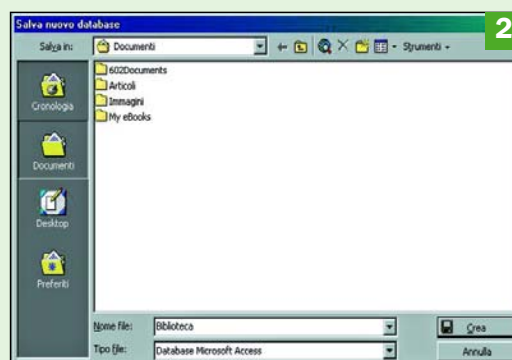 Salva nuovo database
2
Salva in:
Documenti
Strumenti
602Documents
Articoli
Immagini
My eBooks
Cronologia
Documenti
Desktop
Preferiti
Nome file:
Biblioteca
Crea
Tipo file:
Database Microsoft Access
Annulla